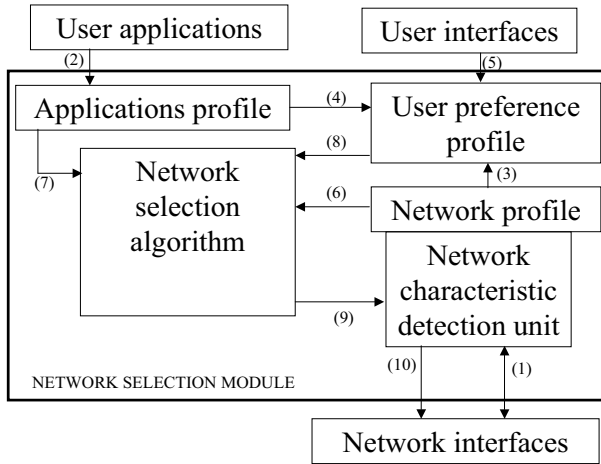 User applications
User interfaces
(2)
(5)
Applications profile
(4)
User preference
profile
(8)
(7)
Network
selection
algorithm
(3)
(6)
Network profile
Network
characteristic
detection unit
(9)
(10)
(1)
NETWORK SELECTION MODULE
Network interfaces